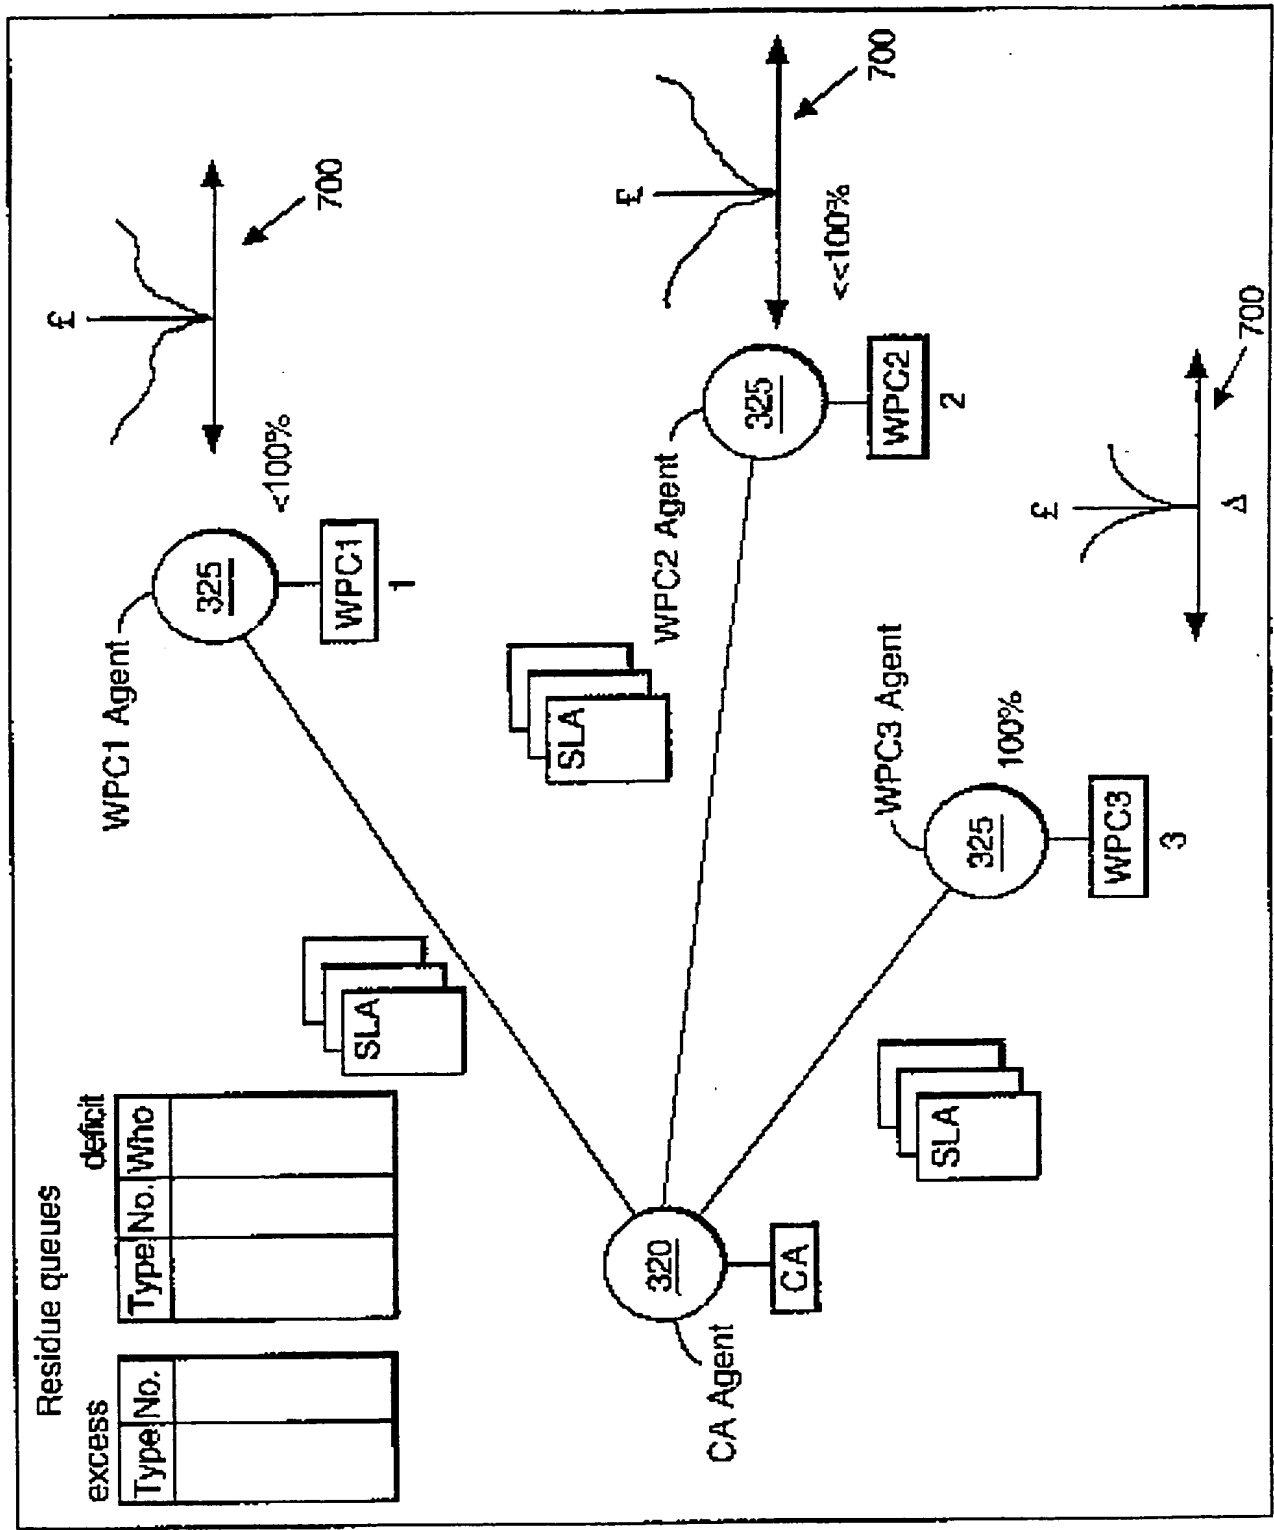 Residue queues
excess
deficit
Type No.
Type No. Who
SLA
WPC1 Agent
325
WPC1
1
<100%
£
700
SLA
WPC2 Agent
325
WPC2
2
<<100%
£
700
CA Agent
320
CA
SLA
WPC3 Agent
325
WPC3
3
100%
£
Δ
700